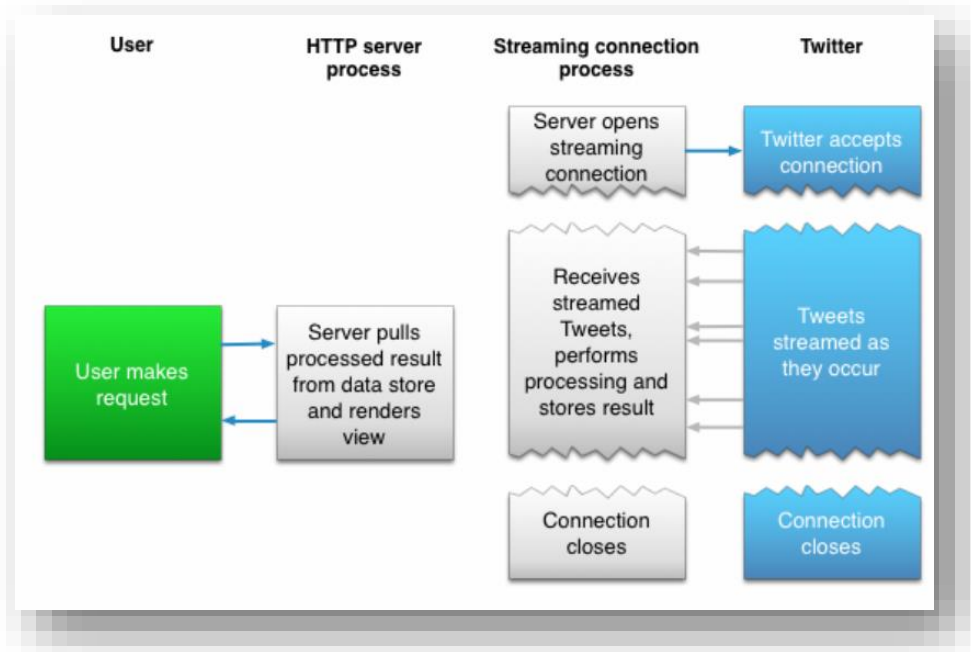 User
HTTP server
process
Streaming connection
process
Twitter
Server opens
streaming
connection
Twitter accepts
connection
User makes
request
Server pulls
processed result
from data store
and renders
view
Receives
streamed
Tweets,
performs
processing and
stores result
Tweets
streamed as
they occur
Connection
closes
Connection
closes